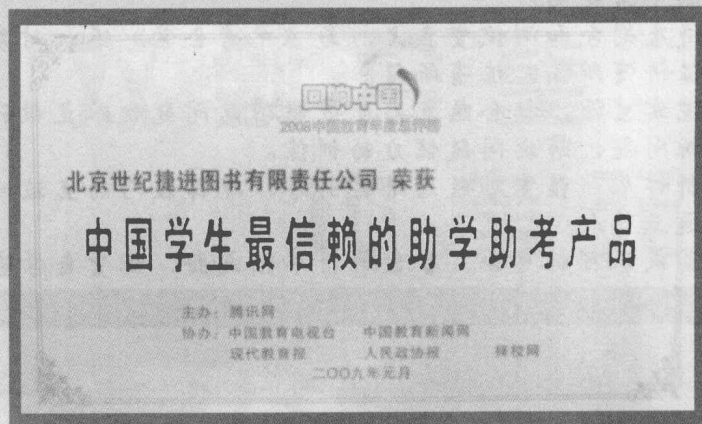 回响中国
2008中国教育年度总评榜
北京世纪捷进图书有限责任公司 荣获
中国学生最信赖的助学助考产品
主办：腾讯网
协办：中国教育电视台 中国教育新闻网
现代教育报 人民政协报 择校网
二〇〇九年元月